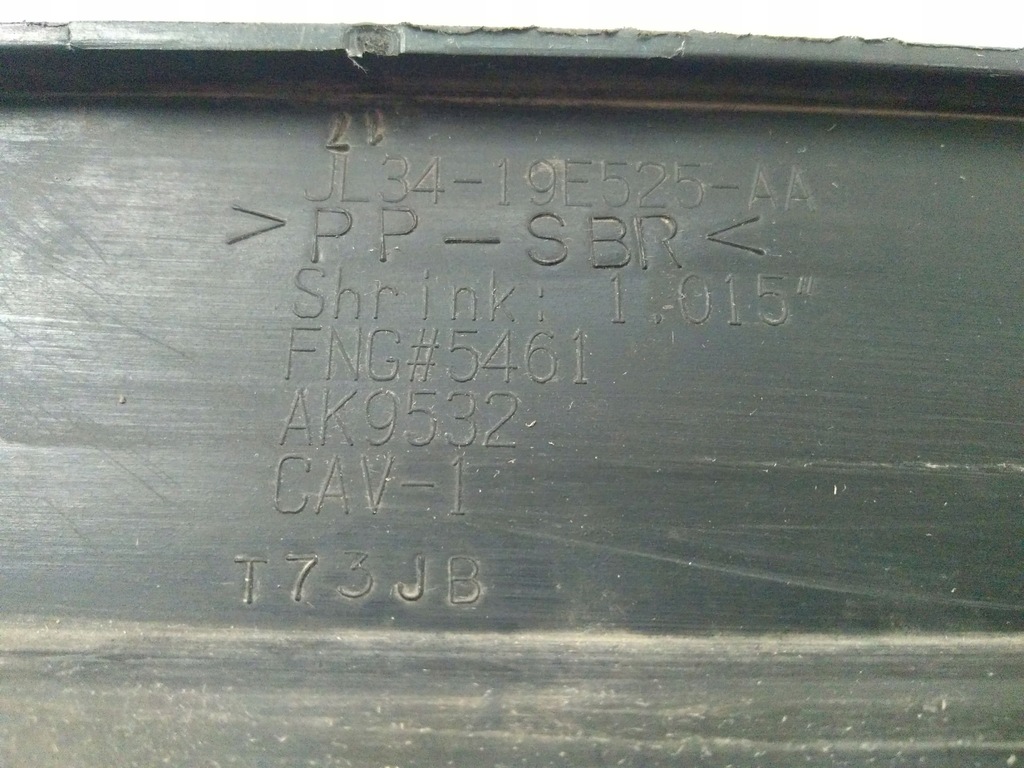 JL34-19E525-AA
>PP-SBR<
Shrink: 1.015"
FNG#5461
AK9532
CAV-1
T73JB